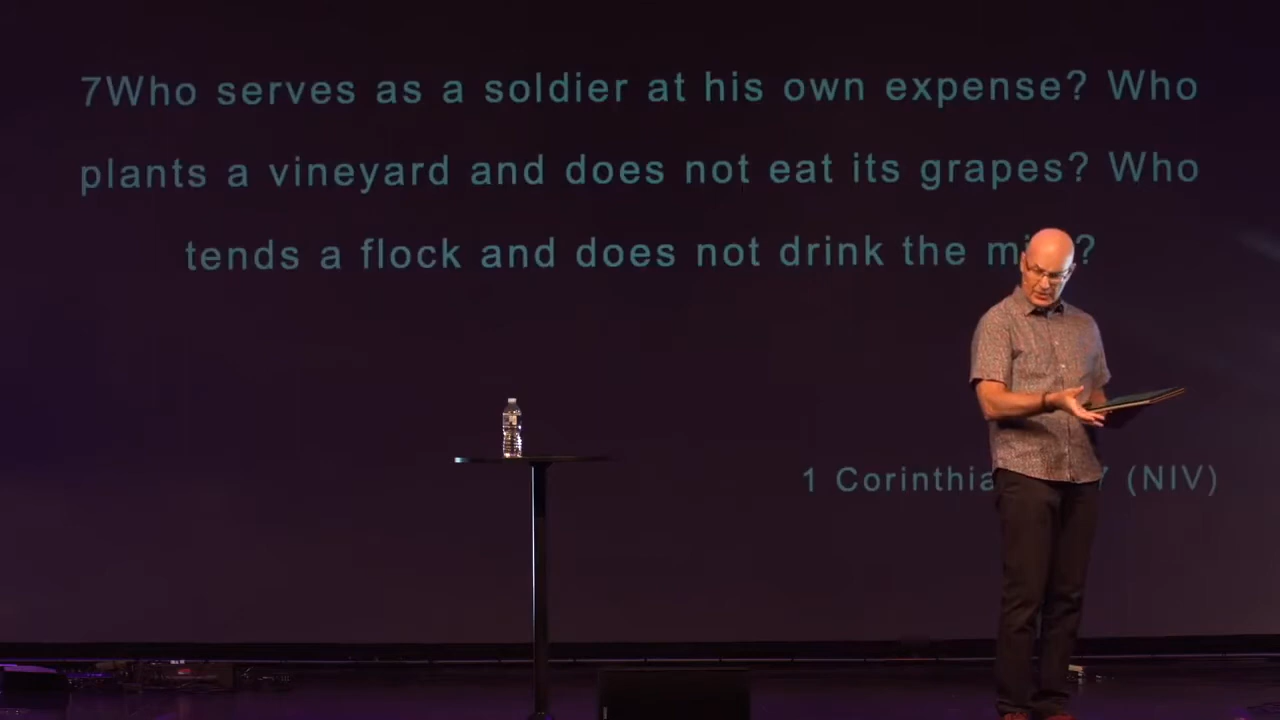 7Who serves as a soldier at his own expense? Who
plants a vineyard and does not eat its grapes? Who
tends a flock and does not drink the ?
1 (NIV)